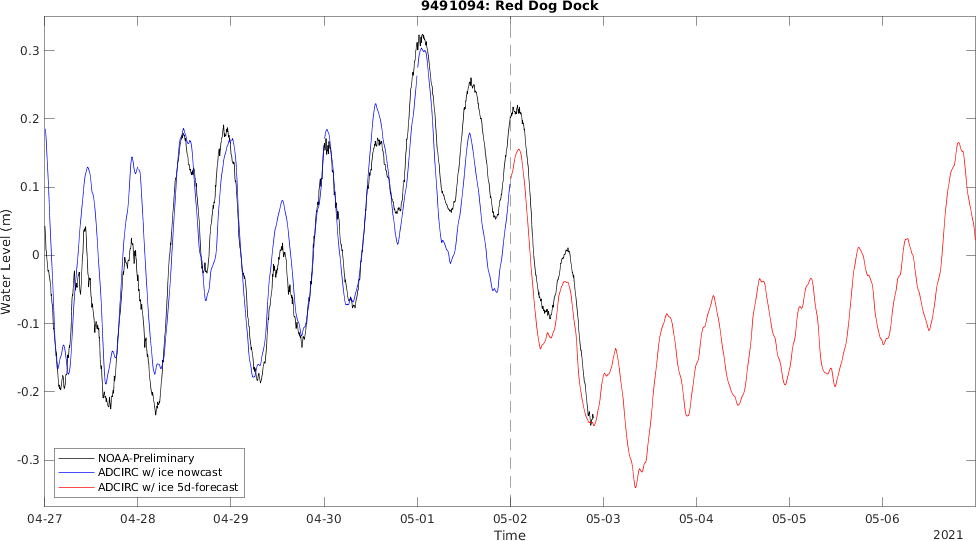 9491094: Red Dog Dock
Water Level (m)
0.3
0.2
0.1
0
-0.1
-0.2
-0.3
NOAA-Preliminary
ADCIRC w/ ice nowcast
ADCIRC w/ ice 5d-forecast
04-27 04-28 04-29 04-30 05-01 05-02 05-03 05-04 05-05 05-06
Time
2021